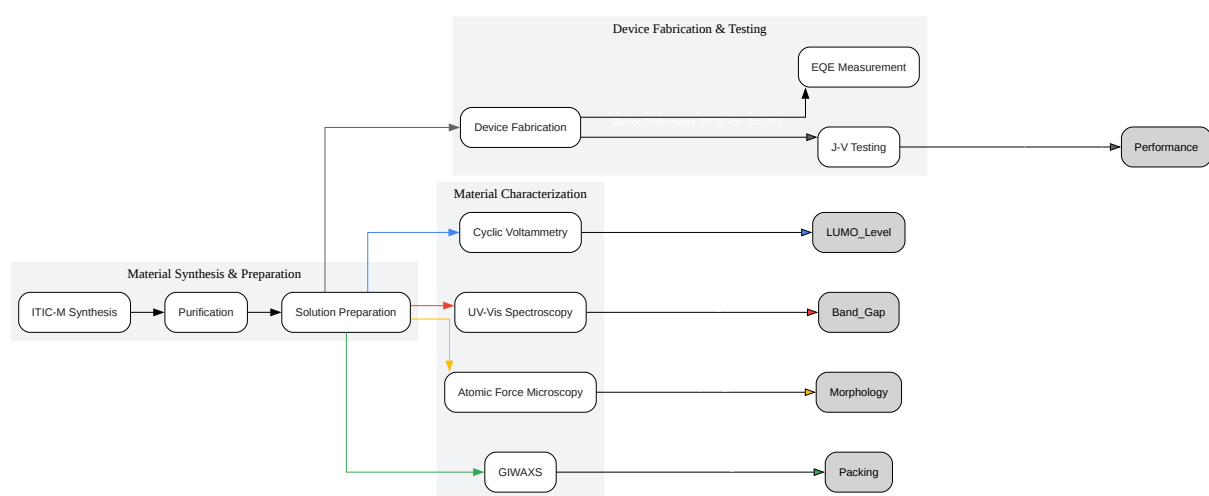 Device Fabrication & Testing
EQE Measurement
Device Fabrication
J-V Testing
Performance
Material Characterization
Cyclic Voltammetry
LUMO_Level
Material Synthesis & Preparation
ITIC-M Synthesis
Purification
Solution Preparation
UV-Vis Spectroscopy
Band_Gap
Atomic Force Microscopy
Morphology
GIWAXS
Packing